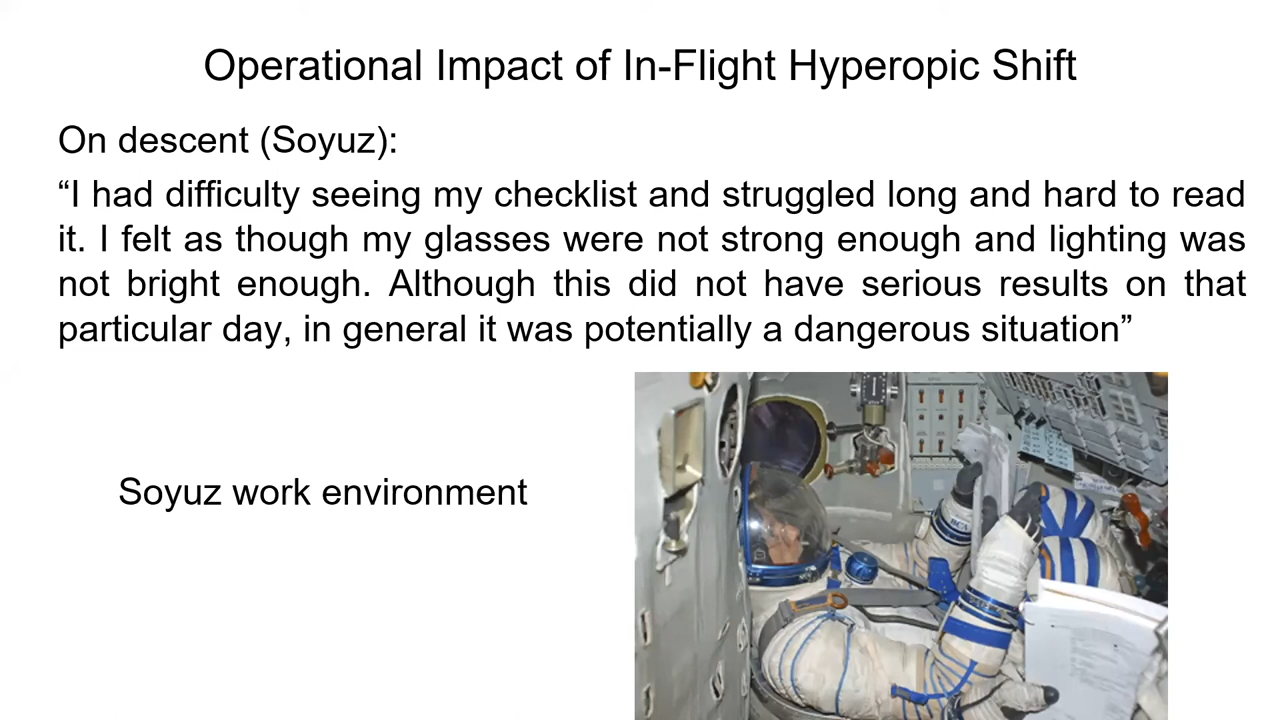 Operational Impact of In-Flight Hyperopic Shift
On descent (Soyuz):
“I had difficulty seeing my checklist and struggled long and hard to read
it. I felt as though my glasses were not strong enough and lighting was
not bright enough. Although this did not have serious results on that
particular day, in general it was potentially a dangerous situation”
Soyuz work environment